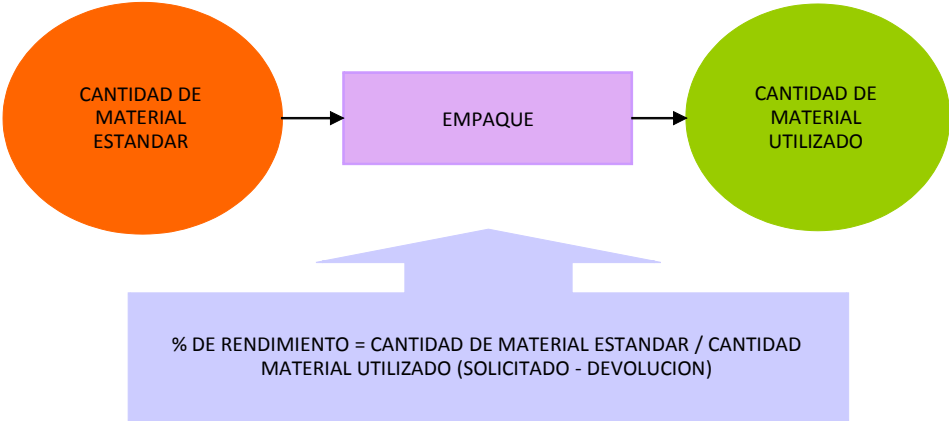 CANTIDAD DE
MATERIAL
ESTANDAR
EMPAQUE
CANTIDAD DE
MATERIAL
UTILIZADO
% DE RENDIMIENTO = CANTIDAD DE MATERIAL ESTANDAR / CANTIDAD
MATERIAL UTILIZADO (SOLICITADO - DEVOLUCION)